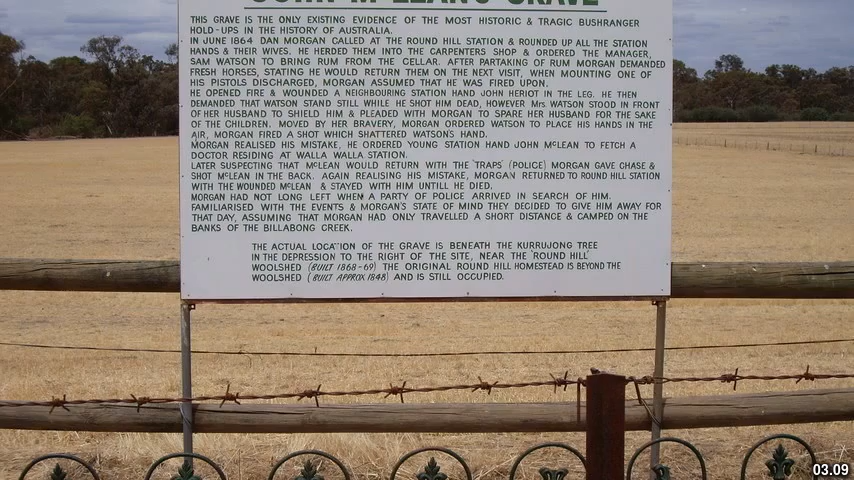 JOHN McLEAN'S GRAVE
THIS GRAVE IS THE ONLY EXISTING EVIDENCE OF THE MOST HISTORIC & TRAGIC BUSHRANGER
HOLD-UPS IN THE HISTORY OF AUSTRALIA.
IN JUNE 1864 DAN MORGAN CALLED AT THE ROUND HILL STATION & ROUNDED UP ALL THE STATION
HANDS & THEIR WIVES. HE HERDED THEM INTO THE CARPENTERS SHOP & ORDERED THE MANAGER,
SAM WATSON TO BRING RUM FROM THE CELLAR. AFTER PARTAKING OF RUM MORGAN DEMANDED
FRESH HORSES, STATING HE WOULD RETURN THEM ON THE NEXT VISIT, WHEN MOUNTING ONE OF
HIS PISTOLS DISCHARGED, MORGAN ASSUMED THAT HE WAS FIRED UPON.
HE OPENED FIRE & WOUNDED A NEIGHBOURING STATION HAND JOHN HERIOT IN THE LEG. HE THEN
DEMANDED THAT WATSON STAND STILL WHILE HE SHOT HIM DEAD, HOWEVER Mrs WATSON STOOD IN FRONT
OF HER HUSBAND TO SHIELD HIM & PLEADED WITH MORGAN TO SPARE HER HUSBAND FOR THE SAKE
OF THE CHILDREN. MOVED BY HER BRAVERY, MORGAN ORDERED WATSON TO PLACE HIS HANDS IN THE
AIR, MORGAN FIRED A SHOT WHICH SHATTERED WATSON'S HAND.
MORGAN REALISED HIS MISTAKE, HE ORDERED YOUNG STATION HAND JOHN McLEAN TO FETCH A
DOCTOR RESIDING AT WALLA WALLA STATION.
LATER SUSPECTING THAT McLEAN WOULD RETURN WITH THE 'TRAPS' (POLICE) MORGAN GAVE CHASE &
SHOT McLEAN IN THE BACK. AGAIN REALISING HIS MISTAKE, MORGAN RETURNED TO ROUND HILL STATION
WITH THE WOUNDED McLEAN & STAYED WITH HIM UNTILL HE DIED.
MORGAN HAD NOT LONG LEFT WHEN A PARTY OF POLICE ARRIVED IN SEARCH OF HIM.
FAMILIARISED WITH THE EVENTS & MORGAN'S STATE OF MIND THEY DECIDED TO GIVE HIM AWAY FOR
THAT DAY, ASSUMING THAT MORGAN HAD ONLY TRAVELLED A SHORT DISTANCE & CAMPED ON THE
BANKS OF THE BILLABONG CREEK.
THE ACTUAL LOCATION OF THE GRAVE IS BENEATH THE KURRUJONG TREE
IN THE DEPRESSION TO THE RIGHT OF THE SITE, NEAR THE 'ROUND HILL'
WOOLSHED (BUILT 1868-69) THE ORIGINAL ROUND HILL HOMESTEAD IS BEYOND THE
WOOLSHED (BUILT APPROX 1848) AND IS STILL OCCUPIED.
03.09